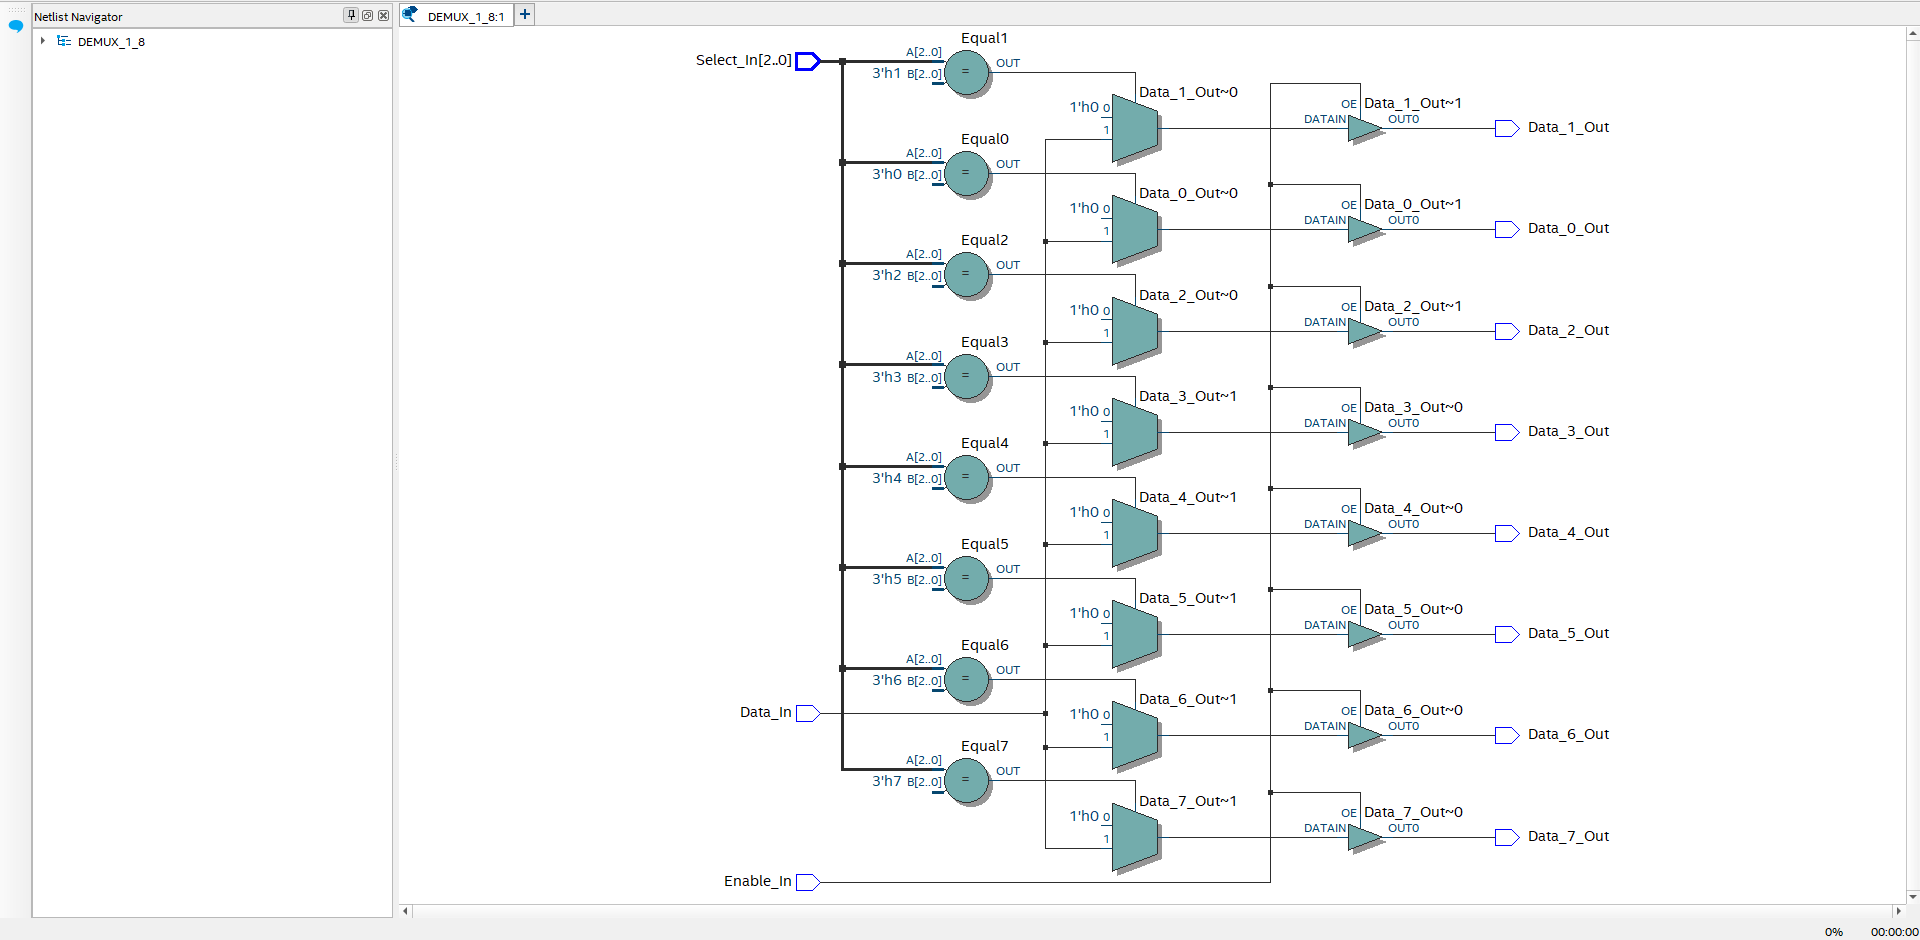 Netlist Navigator
DEMUX_1_8
DEMUX_1_8:1
Select_In[2..0]
Equal1
A[2..0]
3'h1 B[2..0]
=
OUT
Data_1_Out~0
1'h0 0
1
Data_1_Out~1
OE
DATAIN
OUT0
Data_1_Out
Equal0
A[2..0]
3'h0 B[2..0]
=
OUT
Data_0_Out~0
1'h0 0
1
Data_0_Out~1
OE
DATAIN
OUT0
Data_0_Out
Equal2
A[2..0]
3'h2 B[2..0]
=
OUT
Data_2_Out~0
1'h0 0
1
Data_2_Out~1
OE
DATAIN
OUT0
Data_2_Out
Equal3
A[2..0]
3'h3 B[2..0]
=
OUT
Data_3_Out~1
1'h0 0
1
Data_3_Out~0
OE
DATAIN
OUT0
Data_3_Out
Equal4
A[2..0]
3'h4 B[2..0]
=
OUT
Data_4_Out~1
1'h0 0
1
Data_4_Out~0
OE
DATAIN
OUT0
Data_4_Out
Equal5
A[2..0]
3'h5 B[2..0]
=
OUT
Data_5_Out~1
1'h0 0
1
Data_5_Out~0
OE
DATAIN
OUT0
Data_5_Out
Equal6
A[2..0]
3'h6 B[2..0]
=
OUT
Data_6_Out~1
1'h0 0
1
Data_6_Out~0
OE
DATAIN
OUT0
Data_6_Out
Data_In
Equal7
A[2..0]
3'h7 B[2..0]
=
OUT
Data_7_Out~1
1'h0 0
1
Data_7_Out~0
OE
DATAIN
OUT0
Data_7_Out
Enable_In
0% 00:00:00